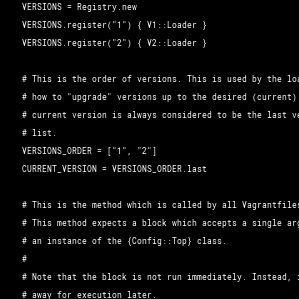 VERSIONS = Registry.new
VERSIONS.register("1") { V1::Loader }
VERSIONS.register("2") { V2::Loader }
# This is the order of versions. This is used by the
# how to "upgrade" versions up to the desired (current)
# current version is always considered to be the last
# list.
VERSIONS_ORDER = ["1", "2"]
CURRENT_VERSION = VERSIONS_ORDER.last
# This is the method which is called by all Vagrantfiles
# This method expects a block which accepts a single
# an instance of the {Config::Top} class.
#
# Note that the block is not run immediately. Instead,
# away for execution later.